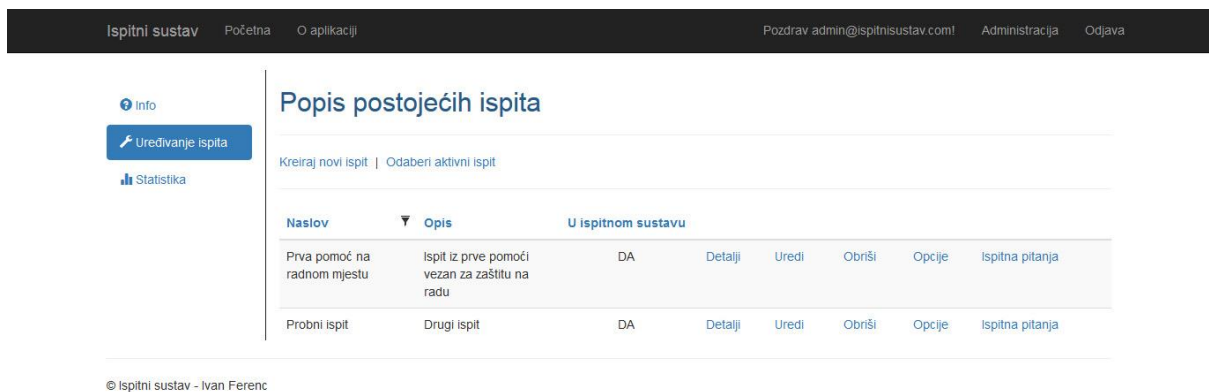 Ispitni sustav Početna O aplikaciji Pozdrav admin@ispitnisustav.com! Administracija Odjava
Info
Uređivanje ispita
Statistika
Popis postojećih ispita
Kreiraj novi ispit | Odaberi aktivni ispit
Naslov Opis U ispitnom sustavu
Prva pomoć na Ispit iz prve pomoći DA Detalji Uredi Obriši Opcije Ispitna pitanja
radnom mjestu vezan za zaštitu na
radu
Probni ispit Drugi ispit DA Detalji Uredi Obriši Opcije Ispitna pitanja
© Ispitni sustav - Ivan Ferenc